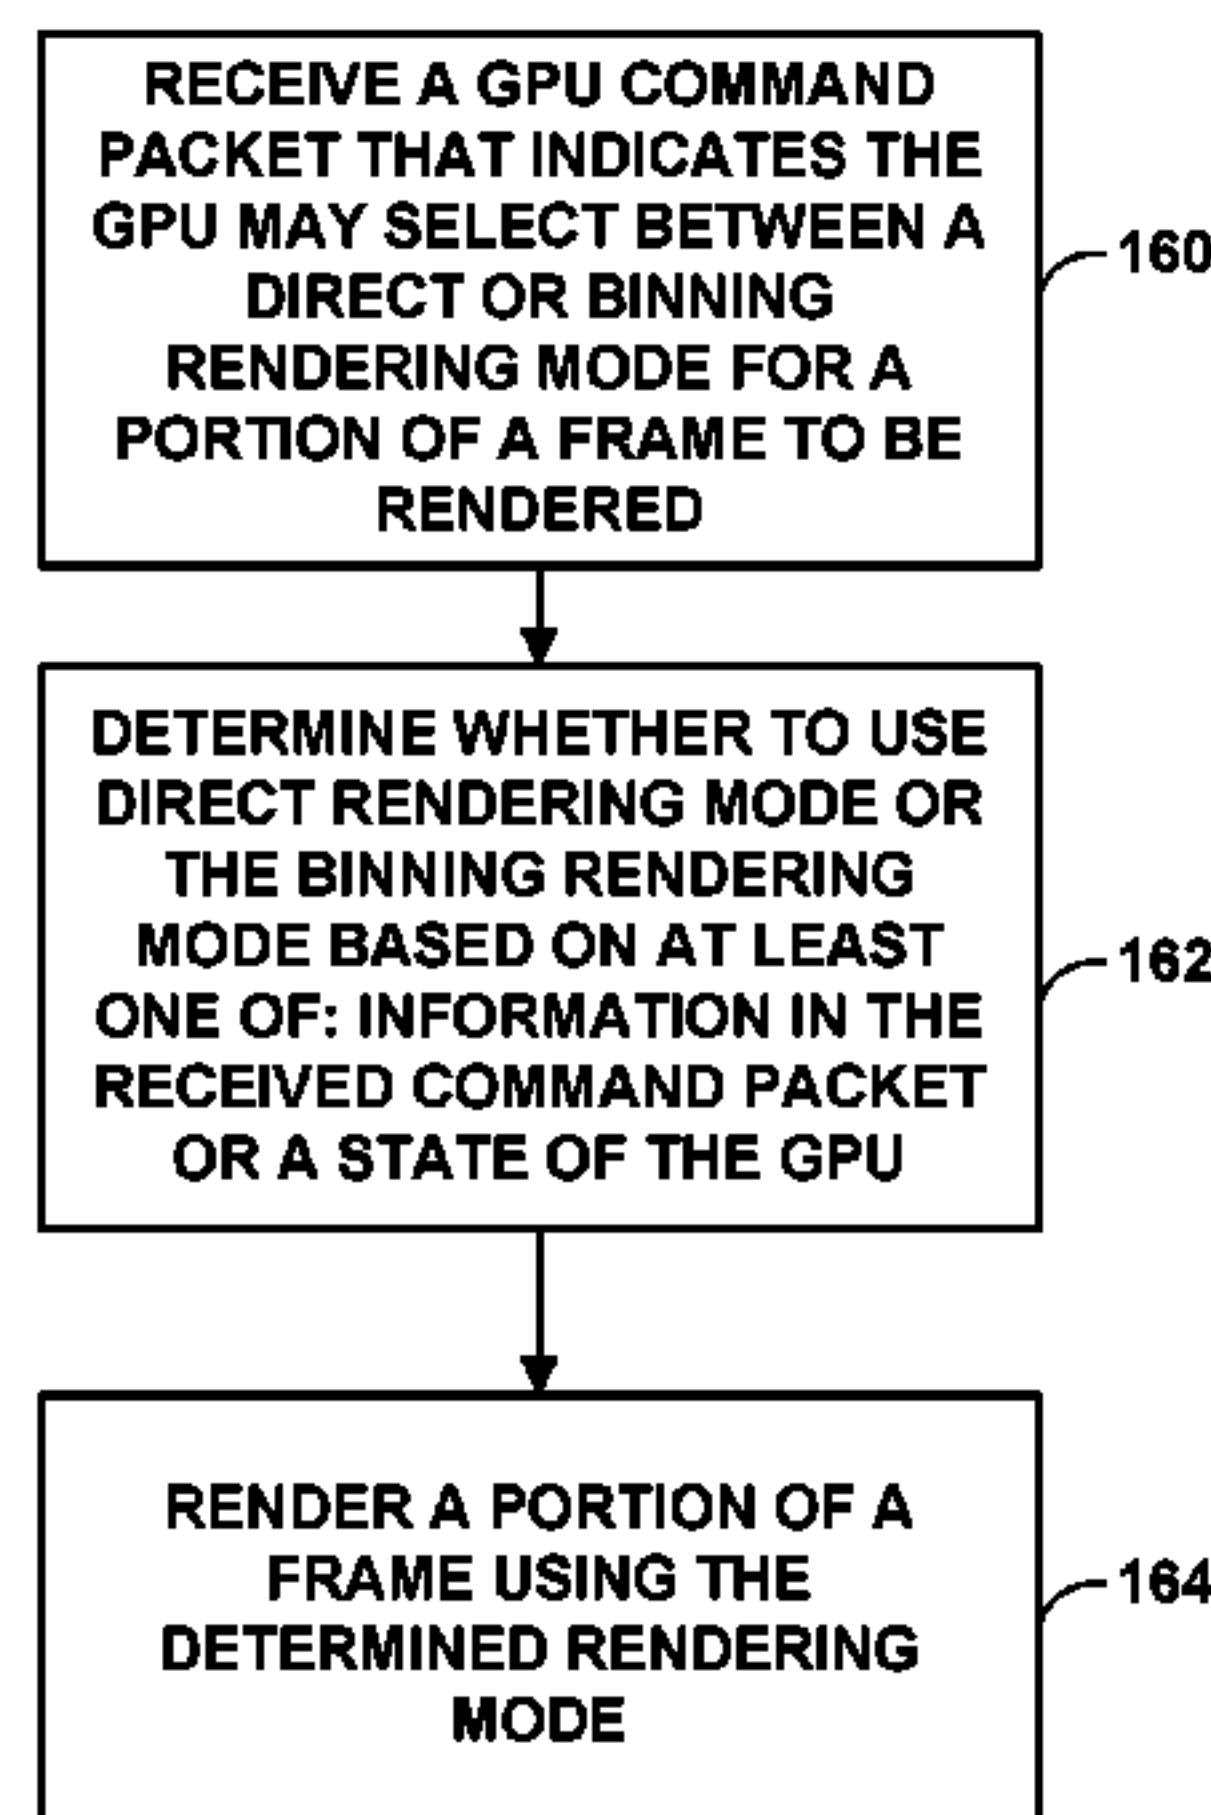 RECEIVE A GPU COMMAND
PACKET THAT INDICATES THE
GPU MAY SELECT BETWEEN A
DIRECT OR BINNING
RENDERING MODE FOR A
PORTION OF A FRAME TO BE
RENDERED
160
DETERMINE WHETHER TO USE
DIRECT RENDERING MODE OR
THE BINNING RENDERING
MODE BASED ON AT LEAST
ONE OF: INFORMATION IN THE
RECEIVED COMMAND PACKET
OR A STATE OF THE GPU
162
RENDER A PORTION OF A
FRAME USING THE
DETERMINED RENDERING
MODE
164